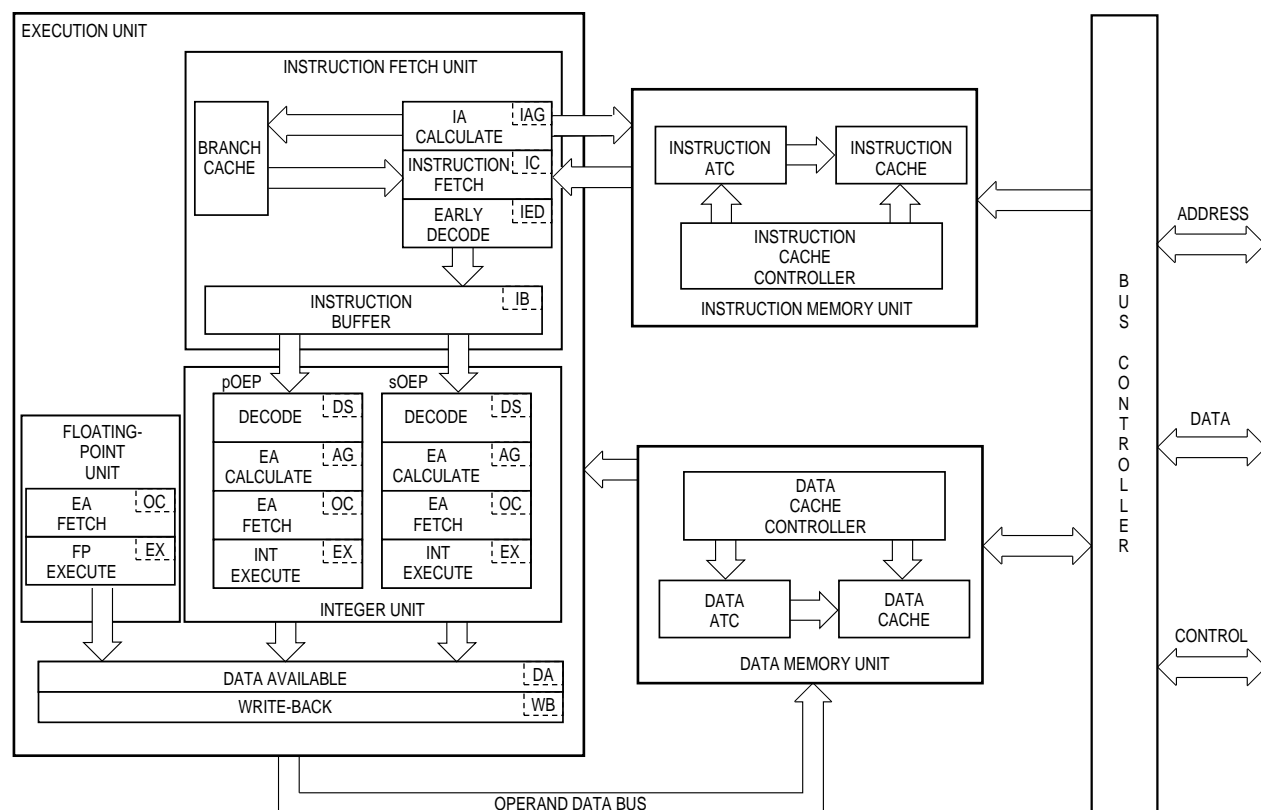 EXECUTION UNIT
INSTRUCTION FETCH UNIT
BRANCH
CACHE
IA
CALCULATE
IAG
INSTRUCTION
FETCH
IC
EARLY
DECODE
IED
INSTRUCTION
BUFFER
IB
pOEP
DECODE
DS
EA
CALCULATE
AG
EA
FETCH
OC
INT
EXECUTE
EX
sOEP
DECODE
DS
EA
CALCULATE
AG
EA
FETCH
OC
INT
EXECUTE
EX
INTEGER UNIT
FLOATING-
POINT
UNIT
EA
FETCH
OC
FP
EXECUTE
EX
DATA AVAILABLE
DA
WRITE-BACK
WB
INSTRUCTION
ATC
INSTRUCTION
CACHE
INSTRUCTION
CACHE
CONTROLLER
INSTRUCTION MEMORY UNIT
DATA
CACHE
CONTROLLER
DATA
ATC
DATA
CACHE
DATA MEMORY UNIT
OPERAND DATA BUS
BUS CONTROLLER
ADDRESS
DATA
CONTROL